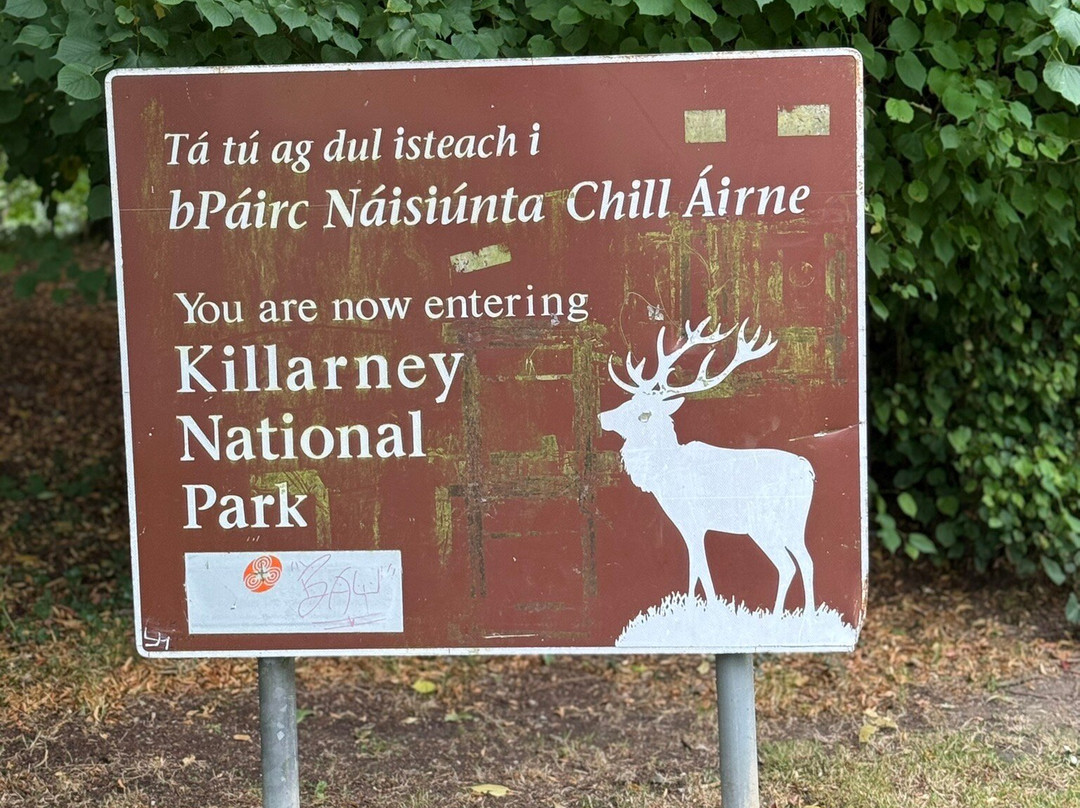 Tá tú ag dul isteach i
bPáirc Náisiúnta Chill Áirne
You are now entering
Killarney
National
Park